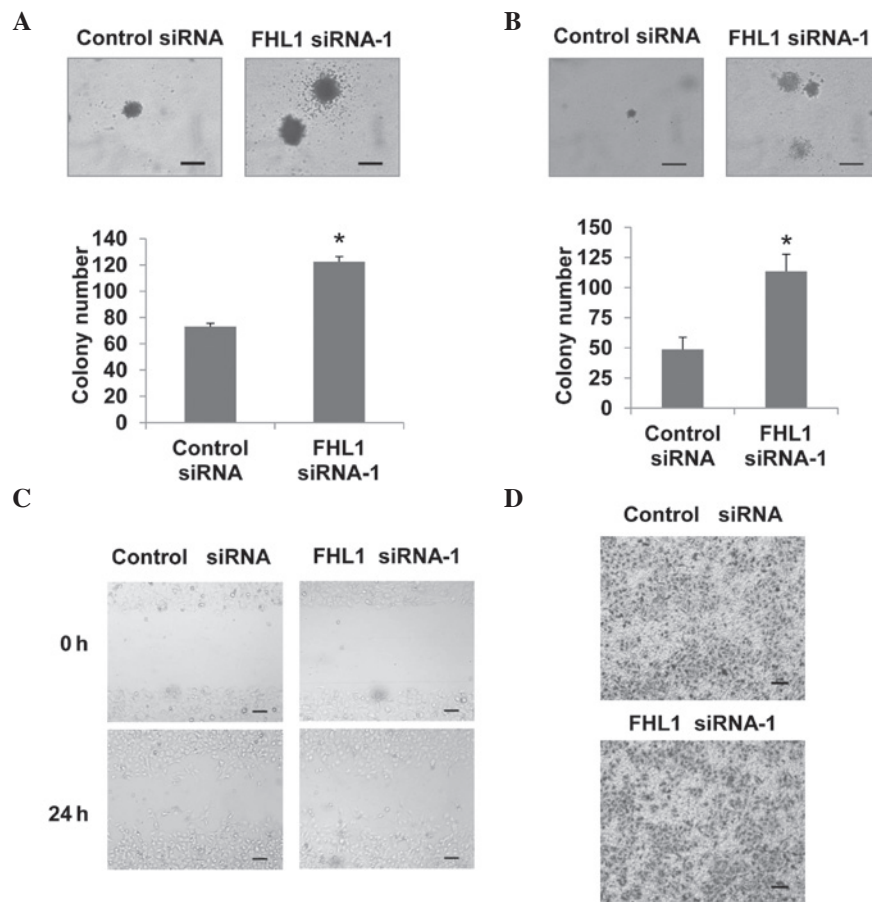 A
Control siRNA
FHL1 siRNA-1
Colony number
140
120
100
80
60
40
20
0
*
Control
siRNA
FHL1
siRNA-1
B
Control siRNA
FHL1 siRNA-1
Colony number
150
125
100
75
50
25
0
*
Control
siRNA
FHL1
siRNA-1
C
Control siRNA
FHL1 siRNA-1
0 h
24 h
D
Control siRNA
FHL1 siRNA-1